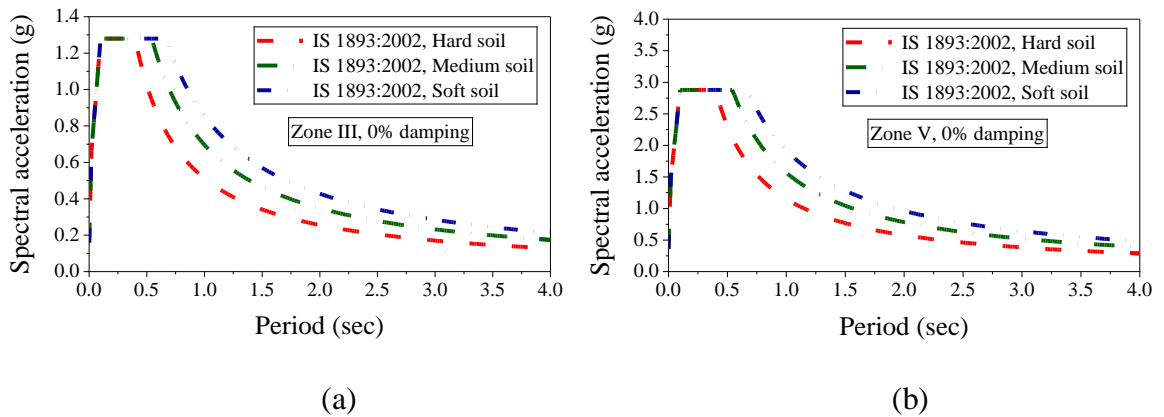 1.4
1.2
1.0
0.8
0.6
0.4
0.2
0.0
Spectral acceleration (g)
IS 1893:2002, Hard soil
IS 1893:2002, Medium soil
IS 1893:2002, Soft soil
Zone III, 0% damping
0.0 0.5 1.0 1.5 2.0 2.5 3.0 3.5 4.0
Period (sec)
(a)
4.0
3.5
3.0
2.5
2.0
1.5
1.0
0.5
0.0
Spectral acceleration (g)
IS 1893:2002, Hard soil
IS 1893:2002, Medium soil
IS 1893:2002, Soft soil
Zone V, 0% damping
0.0 0.5 1.0 1.5 2.0 2.5 3.0 3.5 4.0
Period (sec)
(b)